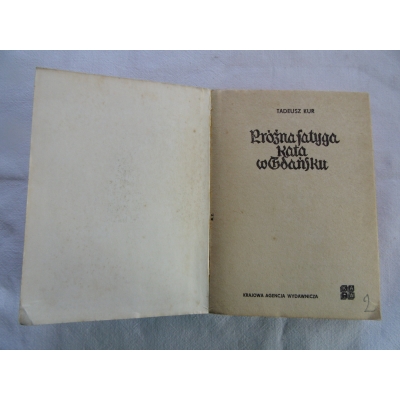 TADEUSZ KUR
Próżna fatyga
kata
w Gdańsku
KRAJOWA AGENCJA WYDAWNICZA
2